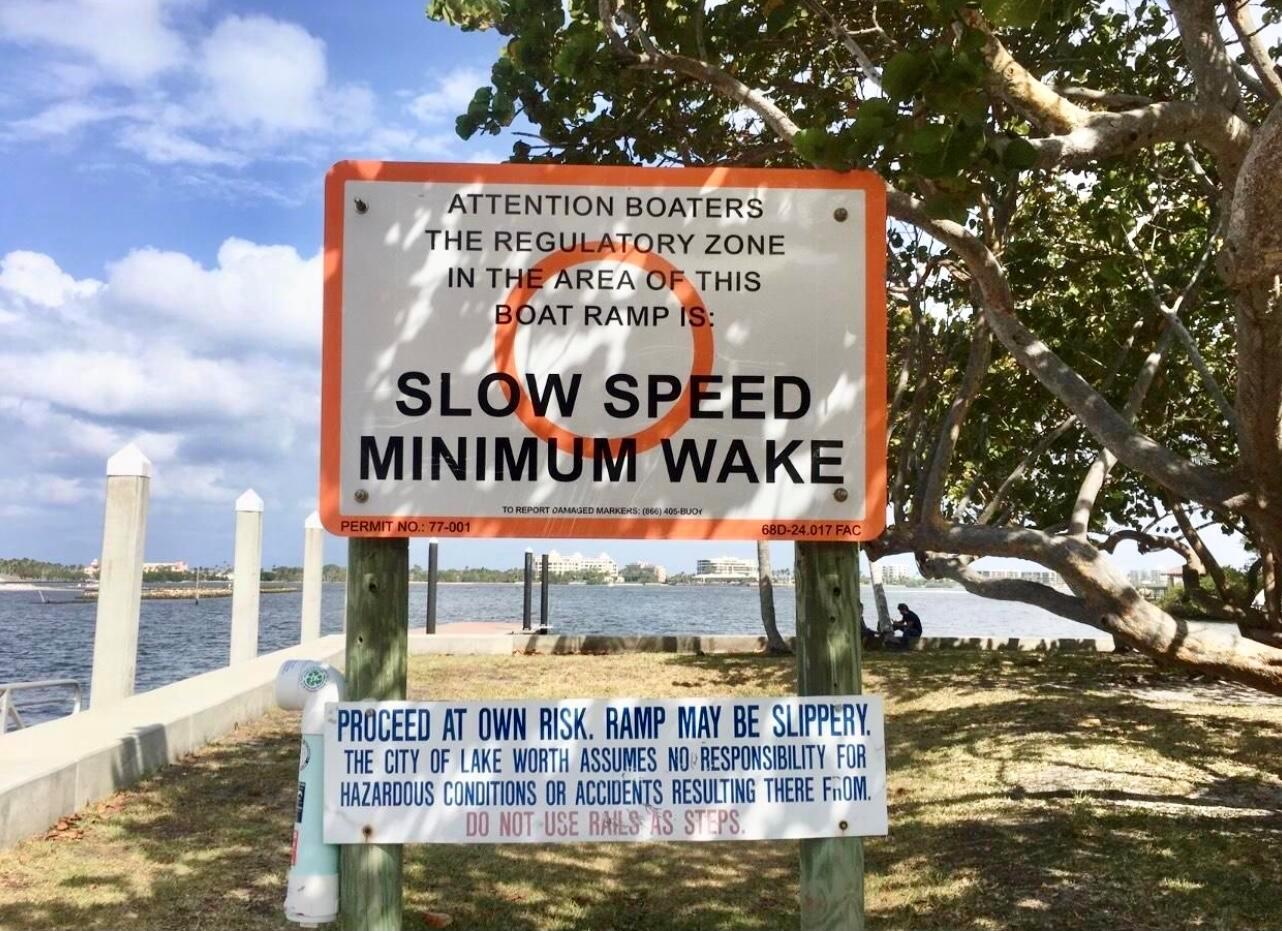 ATTENTION BOATERS
THE REGULATORY ZONE
IN THE AREA OF THIS
BOAT RAMP IS:
SLOW SPEED
MINIMUM WAKE
TO REPORT DAMAGED MARKERS: (866) 405-BUOY
PERMIT NO.: 77-001
68D-24.017 FAC
PROCEED AT OWN RISK. RAMP MAY BE SLIPPERY.
THE CITY OF LAKE WORTH ASSUMES NO RESPONSIBILITY FOR
HAZARDOUS CONDITIONS OR ACCIDENTS RESULTING THERE FROM.
DO NOT USE RAILS AS STEPS.